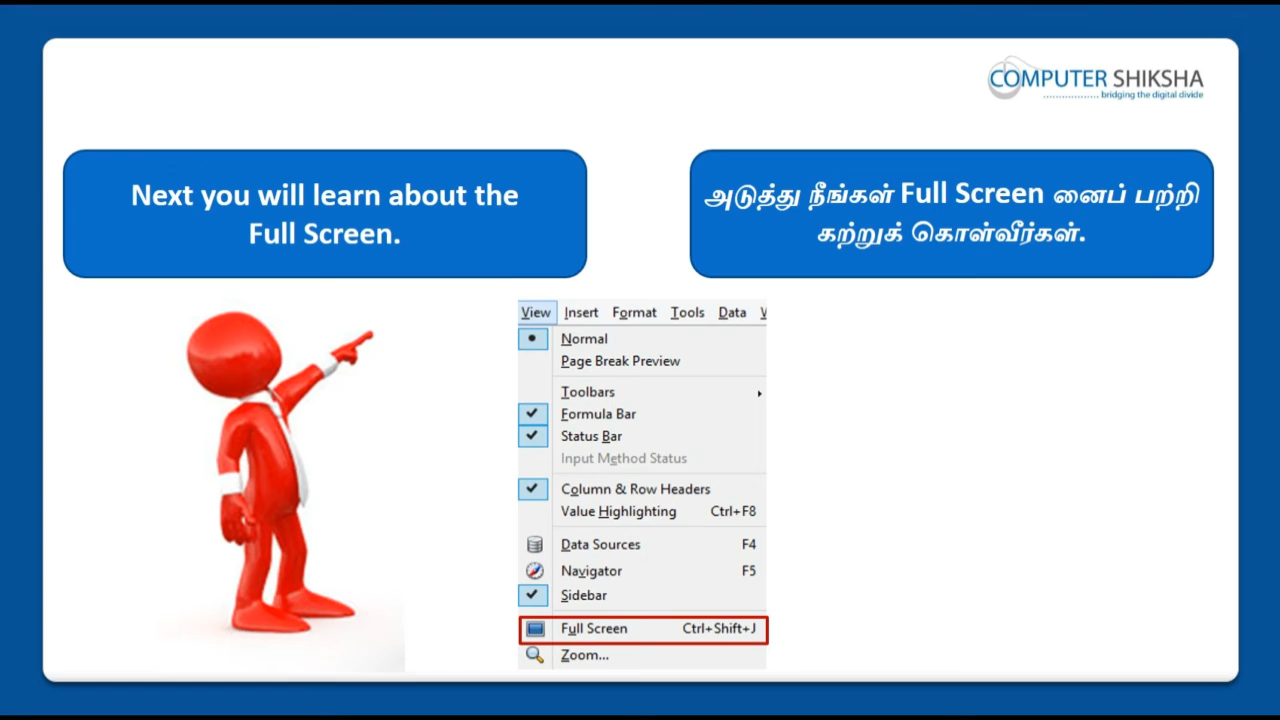 COMPUTER SHIKSHA
.................. bridging the digital divide
Next you will learn about the
Full Screen.
அடுத்து நீங்கள் Full Screen னைப் பற்றி
கற்றுக் கொள்வீர்கள்.
View Insert Format Tools Data
Normal
Page Break Preview
Toolbars
Formula Bar
Status Bar
Input Method Status
Column & Row Headers
Value Highlighting Ctrl+F8
Data Sources F4
Navigator F5
Sidebar
Full Screen Ctrl+Shift+J
Zoom...